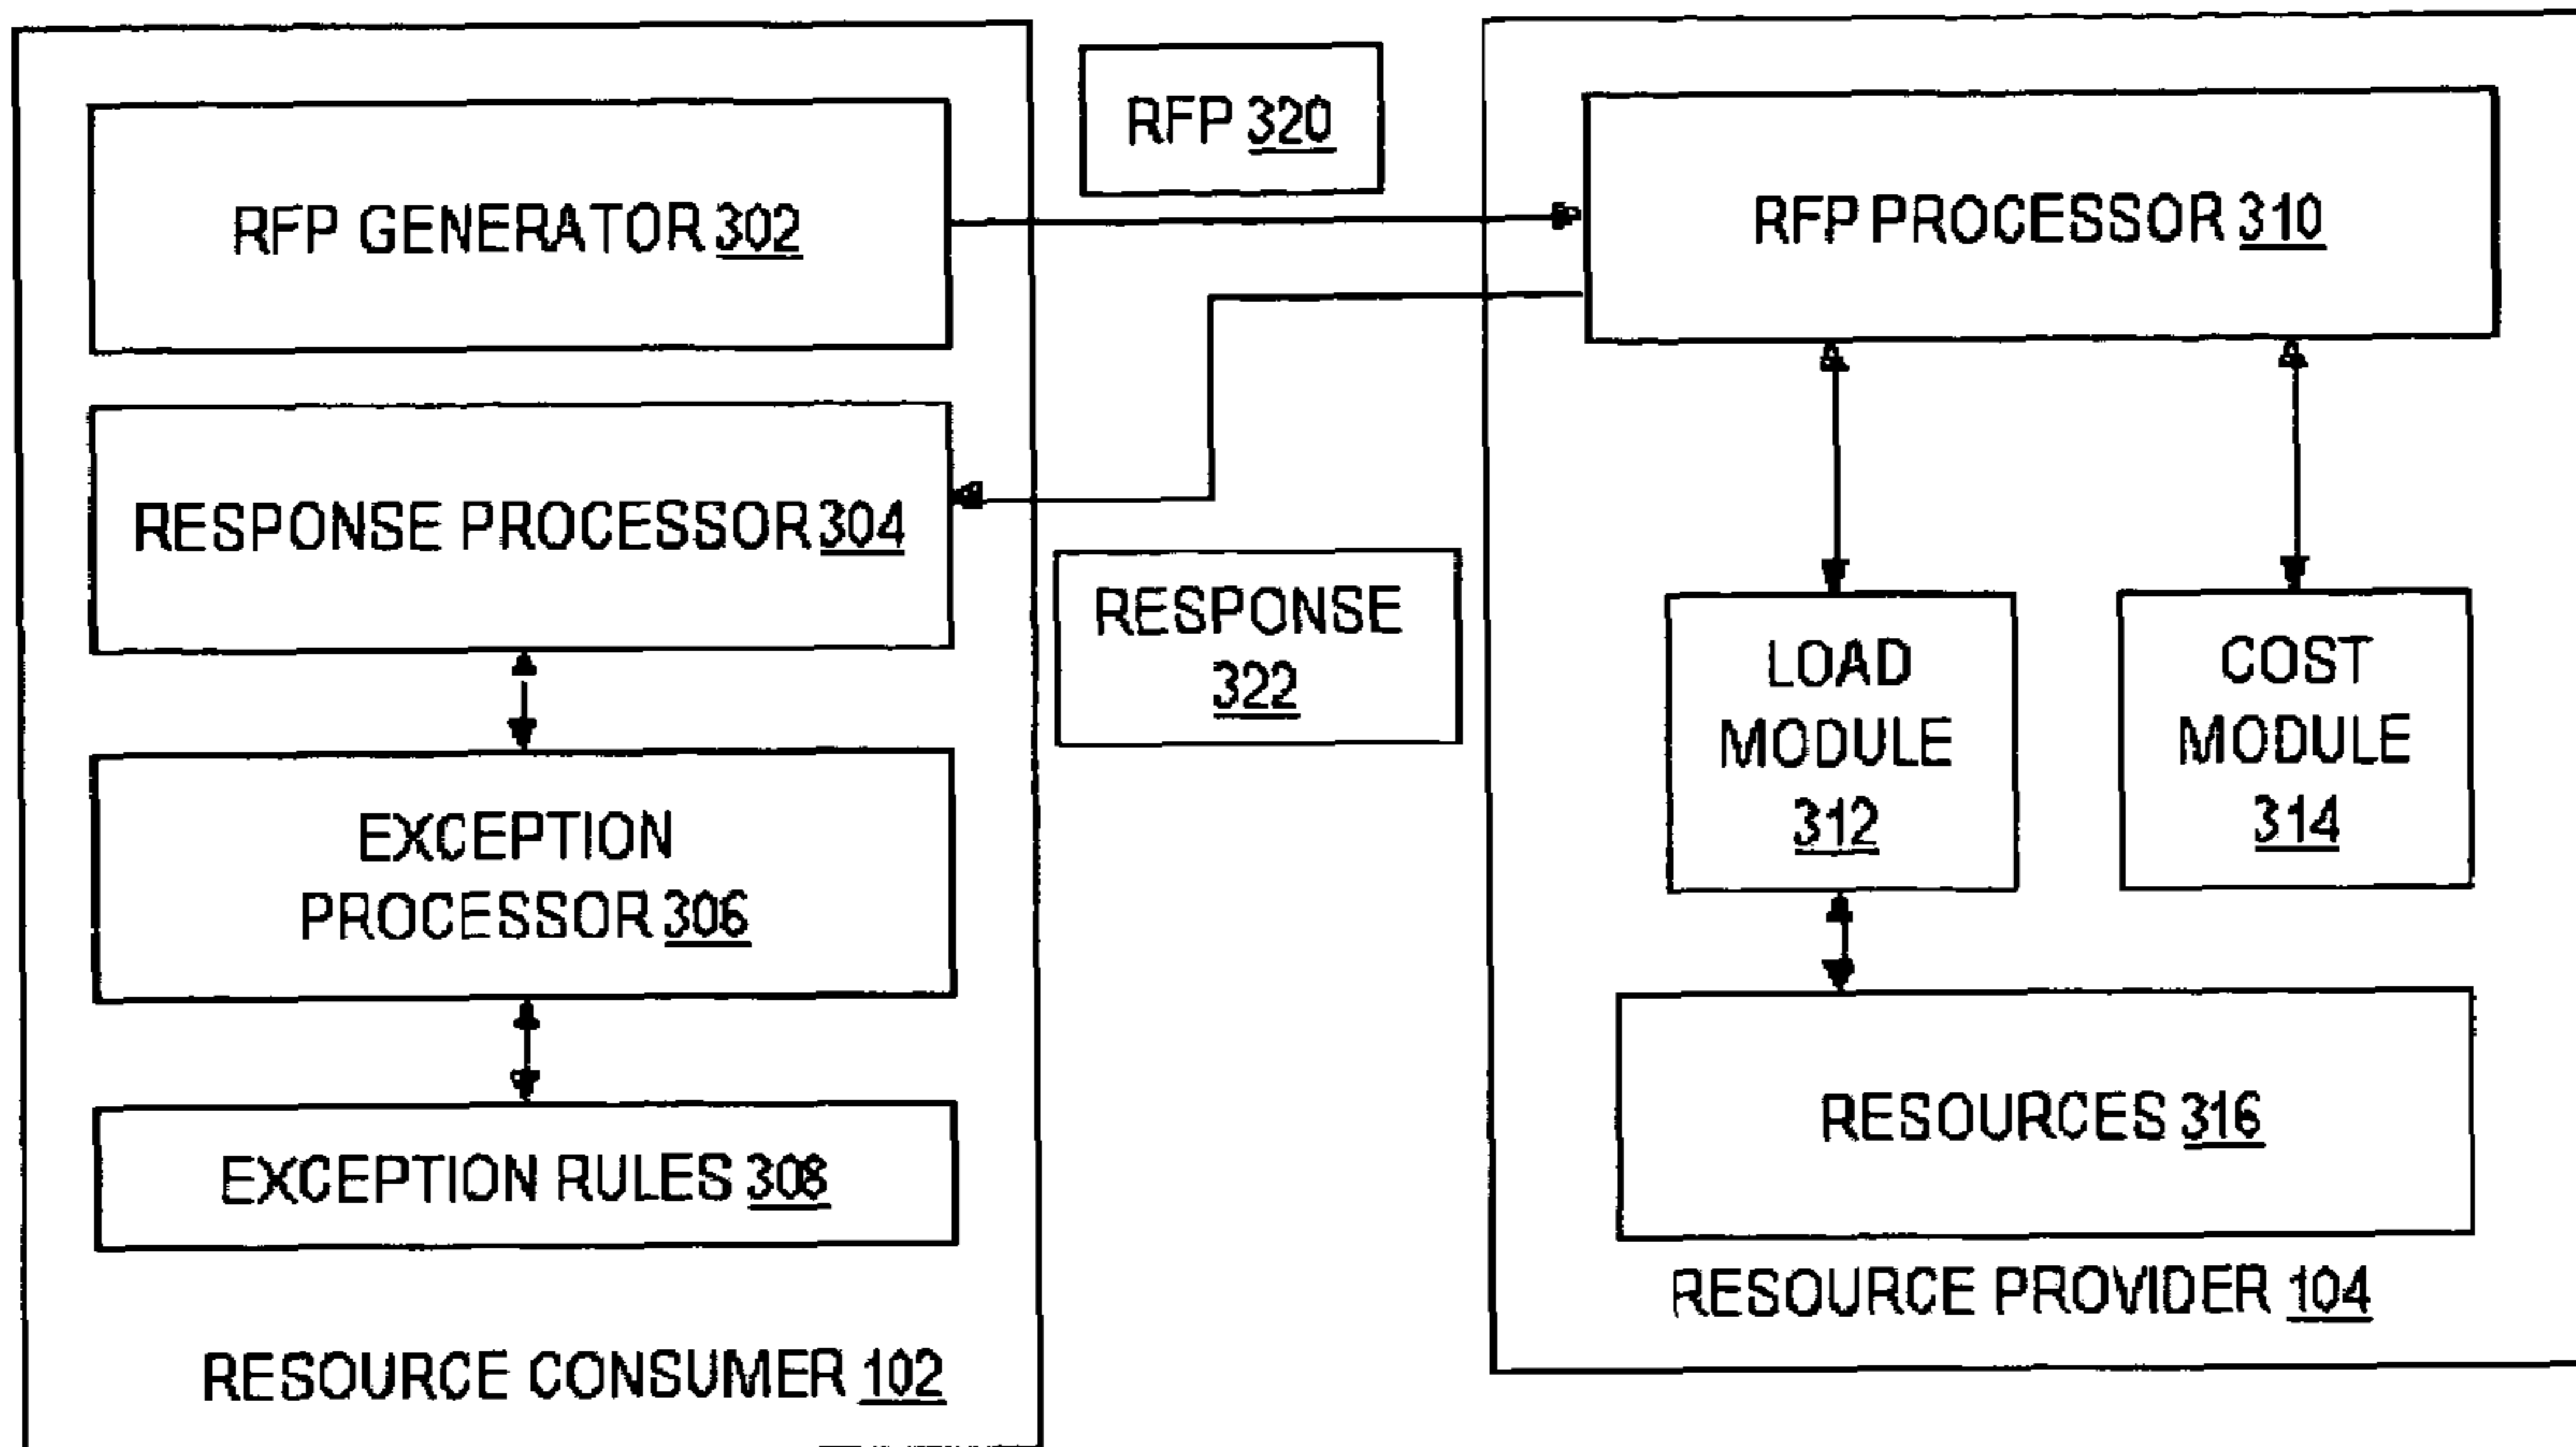 RFP GENERATOR 302
RESPONSE PROCESSOR 304
EXCEPTION
PROCESSOR 306
EXCEPTION RULES 308
RESOURCE CONSUMER 102
RFP 320
RESPONSE
322
RFP PROCESSOR 310
LOAD
MODULE
312
COST
MODULE
314
RESOURCES 316
RESOURCE PROVIDER 104